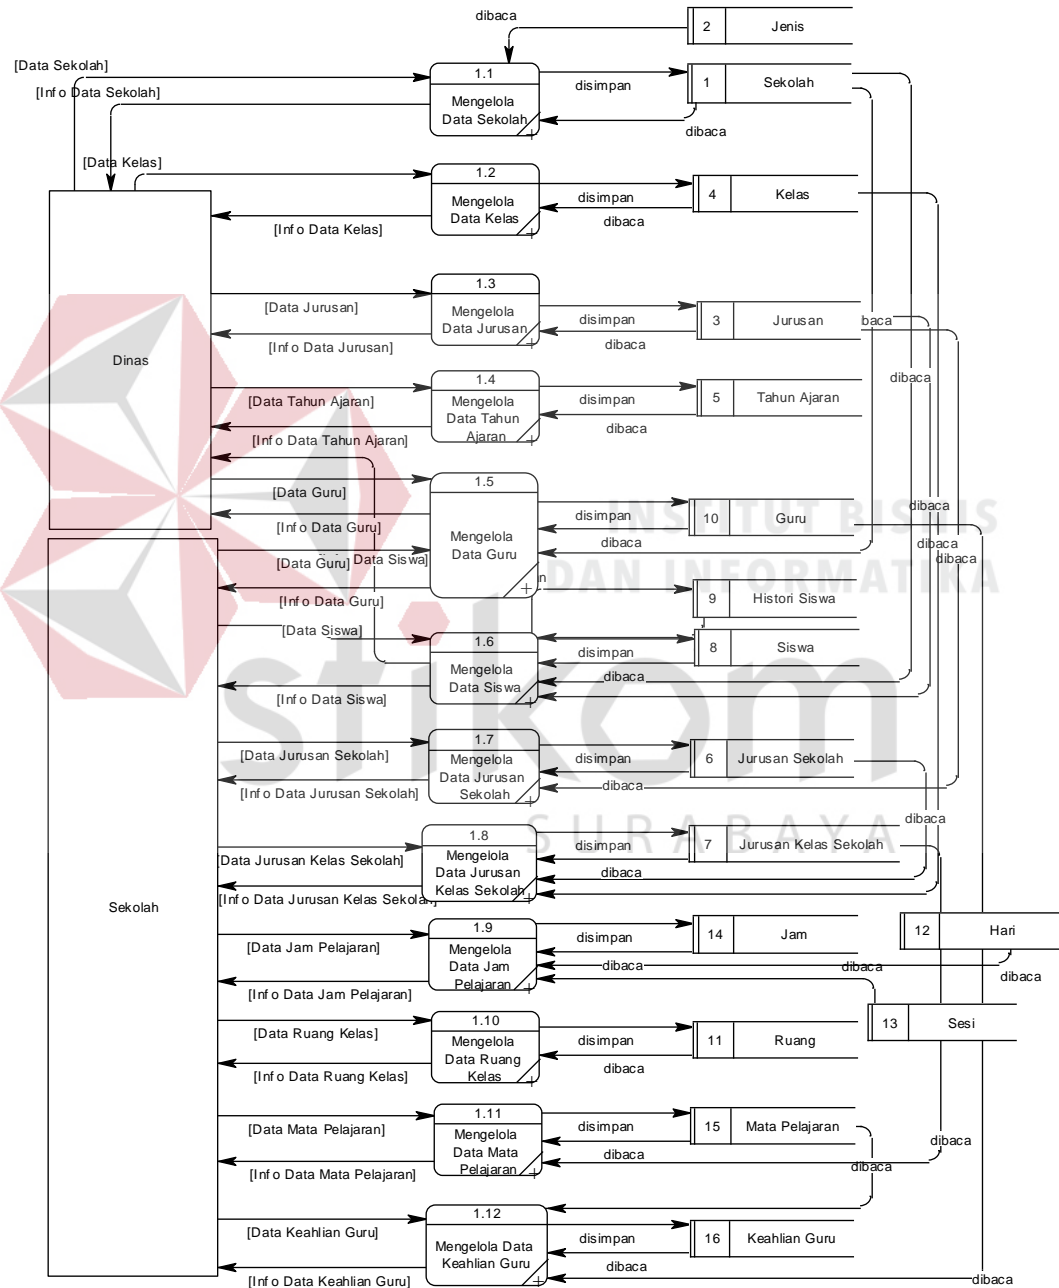 dibaca
2
Jenis
[Data Sekolah]
1.1
1
Sekolah
[Info Data Sekolah]
disimpan
Mengelola
Data Sekolah
dibaca
[Data Kelas]
1.2
4
Kelas
Mengelola
Data Kelas
disimpan
dibaca
[Info Data Kelas]
1.3
[Data Jurusan]
Mengelola
Data Jurusan
disimpan
3
Jurusan
baca
[Info Data Jurusan]
dibaca
Dinas
1.4
dibaca
[Data Tahun Ajaran]
Mengelola
Data Tahun
Ajaran
disimpan
5
Tahun Ajaran
[Info Data Tahun Ajaran]
dibaca
1.5
[Data Guru]
INSTITUT BISNIS
DAN INFORMATIKA
disimpan
10
Guru
dibaca
[Info Data Guru]
Mengelola
Data Guru
dibaca
dibaca
dibaca
[Data Guru]
Data Siswa]
[Info Data Guru]
9
Histori Siswa
[Data Siswa]
1.6
8
Siswa
disimpan
Mengelola
Data Siswa
dibaca
[Info Data Siswa]
stikom
SURABAYA
1.7
[Data Jurusan Sekolah]
Mengelola
Data Jurusan
Sekolah
disimpan
6
Jurusan Sekolah
dibaca
[Info Data Jurusan Sekolah]
dibaca
1.8
7
Jurusan Kelas Sekolah
disimpan
[Data Jurusan Kelas Sekolah]
Mengelola
Data Jurusan
Kelas Sekolah
dibaca
[Info Data Jurusan Kelas Sekolah]
Sekolah
1.9
[Data Jam Pelajaran]
disimpan
14
Jam
12
Hari
Mengelola
Data Jam
Pelajaran
dibaca
dibaca
dibaca
[Info Data Jam Pelajaran]
1.10
13
Sesi
[Data Ruang Kelas]
Mengelola
Data Ruang
Kelas
disimpan
11
Ruang
dibaca
[Info Data Ruang Kelas]
1.11
[Data Mata Pelajaran]
disimpan
15
Mata Pelajaran
Mengelola
Data Mata
Pelajaran
dibaca
dibaca
dibaca
[Info Data Mata Pelajaran]
1.12
[Data Keahlian Guru]
disimpan
16
Keahlian Guru
Mengelola Data
Keahlian Guru
dibaca
[Info Data Keahlian Guru]
dibaca